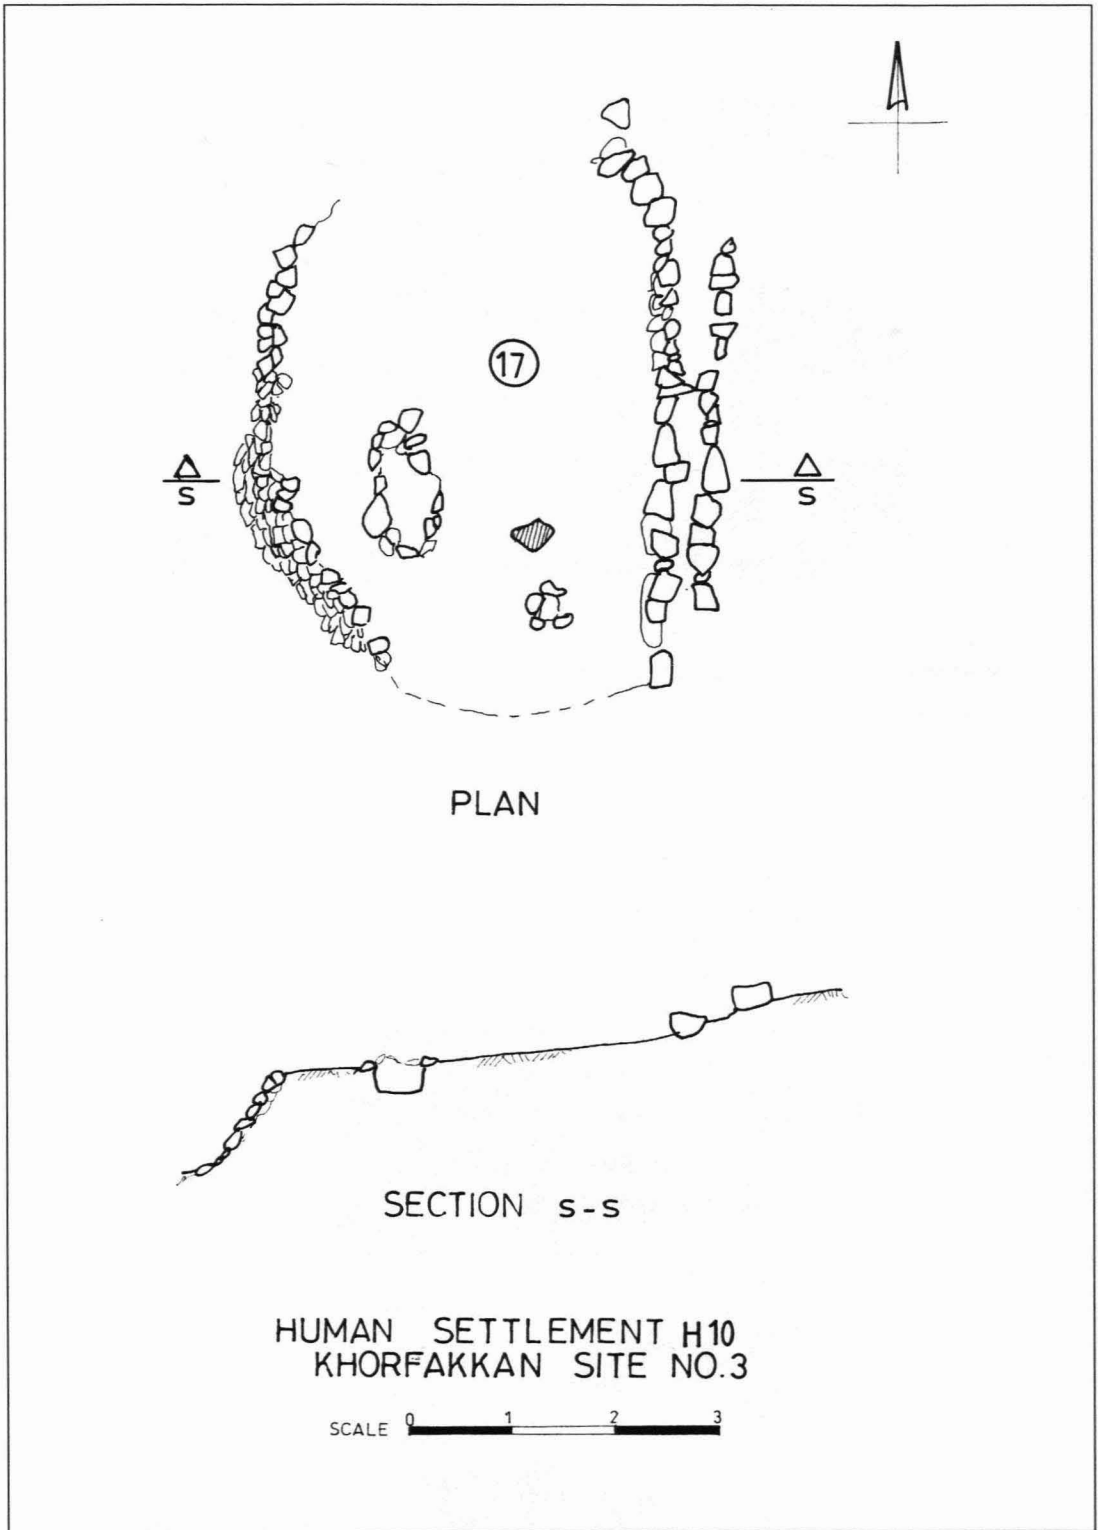 17
S S
PLAN
SECTION S-S
HUMAN SETTLEMENT H10
KHORFAKKAN SITE NO.3
SCALE 0 1 2 3